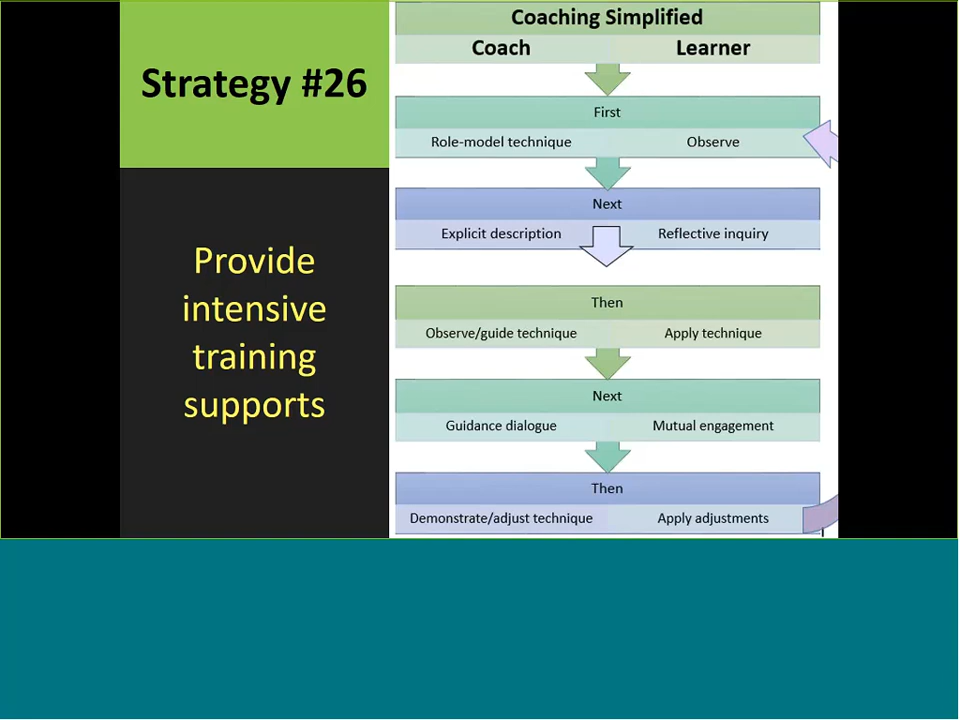 Strategy #26
Provide
intensive
training
supports
Coaching Simplified
Coach Learner
First
Role-model technique Observe
Next
Explicit description Reflective inquiry
Then
Observe/guide technique Apply technique
Next
Guidance dialogue Mutual engagement
Then
Demonstrate/adjust technique Apply adjustments